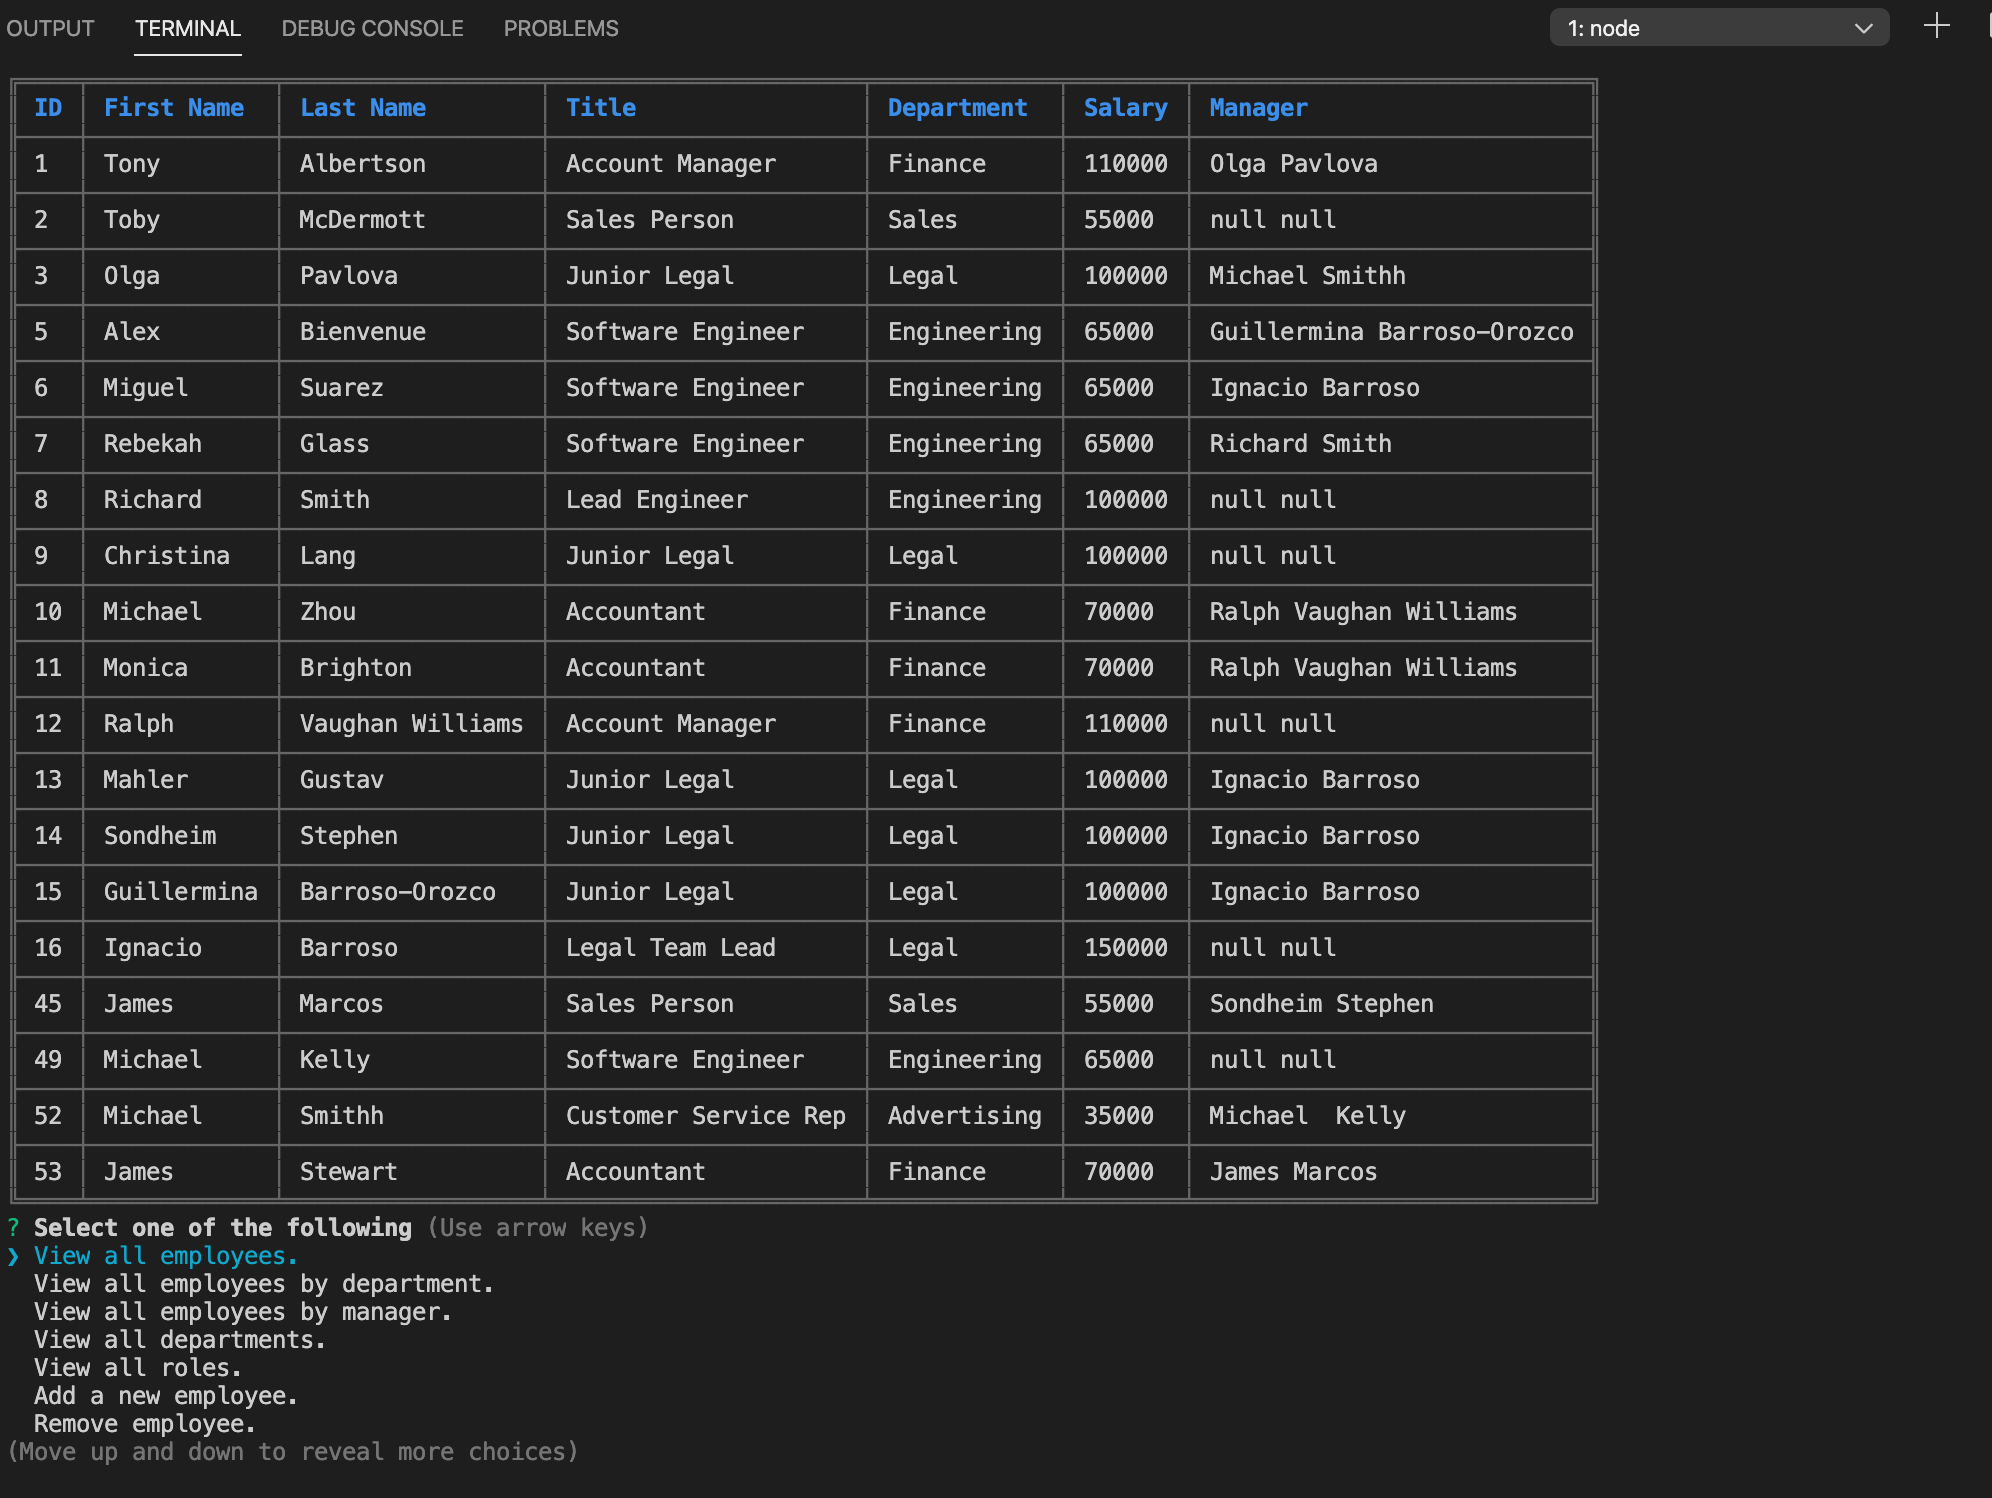 OUTPUT TERMINAL DEBUG CONSOLE PROBLEMS 1: node
ID First Name Last Name Title Department Salary Manager
1 Tony Albertson Account Manager Finance 110000 Olga Pavlova
2 Toby McDermott Sales Person Sales 55000 null null
3 Olga Pavlova Junior Legal Legal 100000 Michael Smithh
5 Alex Bienvenue Software Engineer Engineering 65000 Guillermina Barroso-Orozco
6 Miguel Suarez Software Engineer Engineering 65000 Ignacio Barroso
7 Rebekah Glass Software Engineer Engineering 65000 Richard Smith
8 Richard Smith Lead Engineer Engineering 100000 null null
9 Christina Lang Junior Legal Legal 100000 null null
10 Michael Zhou Accountant Finance 70000 Ralph Vaughan Williams
11 Monica Brighton Accountant Finance 70000 Ralph Vaughan Williams
12 Ralph Vaughan Williams Account Manager Finance 110000 null null
13 Mahler Gustav Junior Legal Legal 100000 Ignacio Barroso
14 Sondheim Stephen Junior Legal Legal 100000 Ignacio Barroso
15 Guillermina Barroso-Orozco Junior Legal Legal 100000 Ignacio Barroso
16 Ignacio Barroso Legal Team Lead Legal 150000 null null
45 James Marcos Sales Person Sales 55000 Sondheim Stephen
49 Michael Kelly Software Engineer Engineering 65000 null null
52 Michael Smithh Customer Service Rep Advertising 35000 Michael  Kelly
53 James Stewart Accountant Finance 70000 James Marcos
? Select one of the following (Use arrow keys)
❯ View all employees.
View all employees by department.
View all employees by manager.
View all departments.
View all roles.
Add a new employee.
Remove employee.
(Move up and down to reveal more choices)